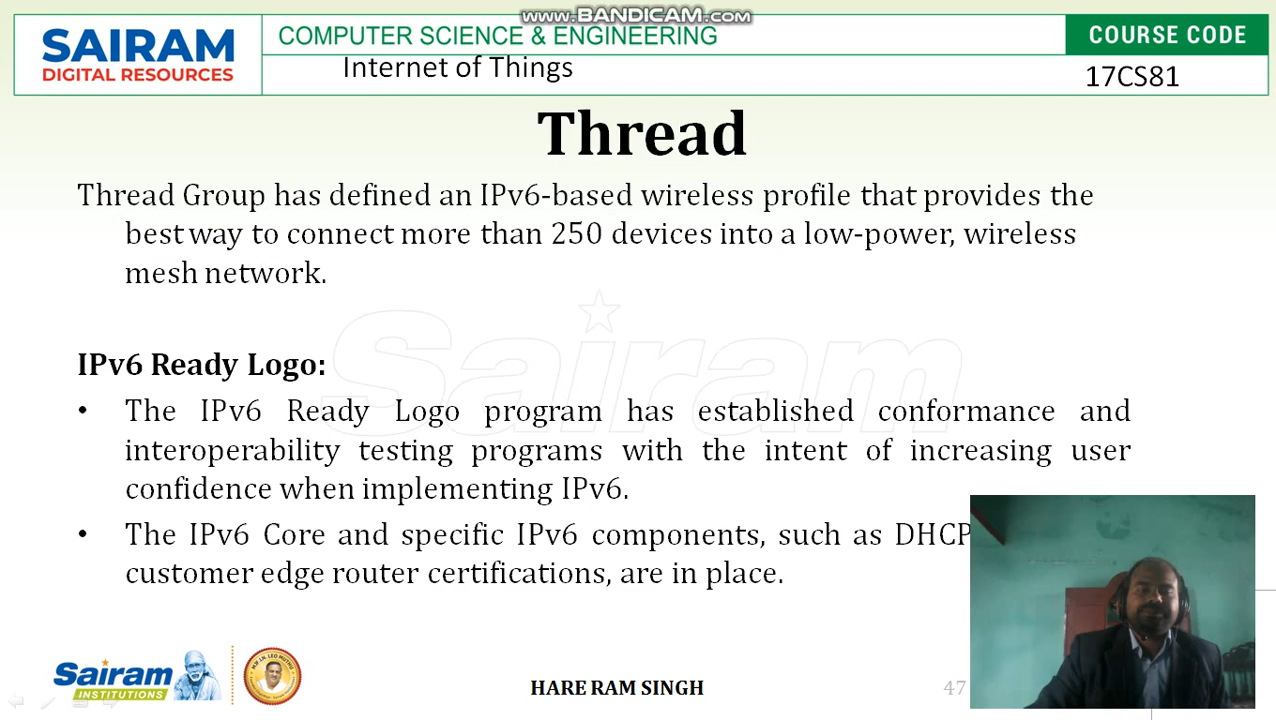 www.BANDICAM.com
SAIRAM
DIGITAL RESOURCES
COMPUTER SCIENCE & ENGINEERING
COURSE CODE
Internet of Things
17CS81
Thread
Thread Group has defined an IPv6-based wireless profile that provides the
best way to connect more than 250 devices into a low-power, wireless
mesh network.
Sairam
IPv6 Ready Logo:
• The IPv6 Ready Logo program has established conformance and
interoperability testing programs with the intent of increasing user
confidence when implementing IPv6.
• The IPv6 Core and specific IPv6 components, such as DHCP
customer edge router certifications, are in place.
Sairam
INSTITUTIONS
HARE RAM SINGH
47